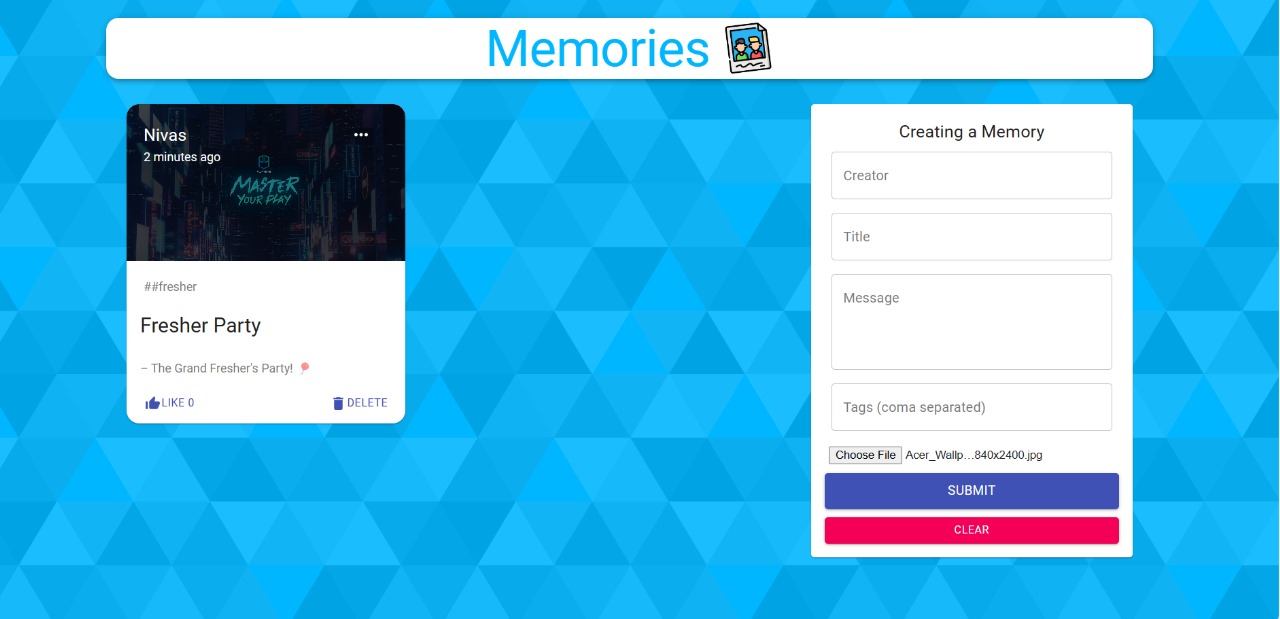 Memories
Nivas
•••
2 minutes ago
MASTER
YOUR PLAY
##fresher
Fresher Party
– The Grand Fresher's Party! 🎈
LIKE 0
DELETE
Creating a Memory
Creator
Title
Message
Tags (coma separated)
Choose File Acer_Wallp…840x2400.jpg
SUBMIT
CLEAR